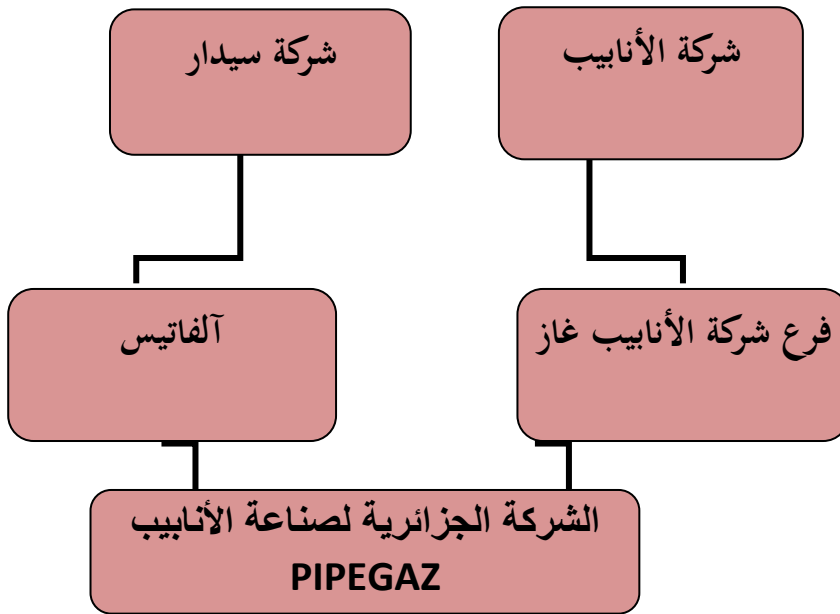 شركة الأنابيب
شركة سيدار
فرع شركة الأنابيب غاز
آلفاتيس
الشركة الجزائرية لصناعة الأنابيب
PIPEGAZ